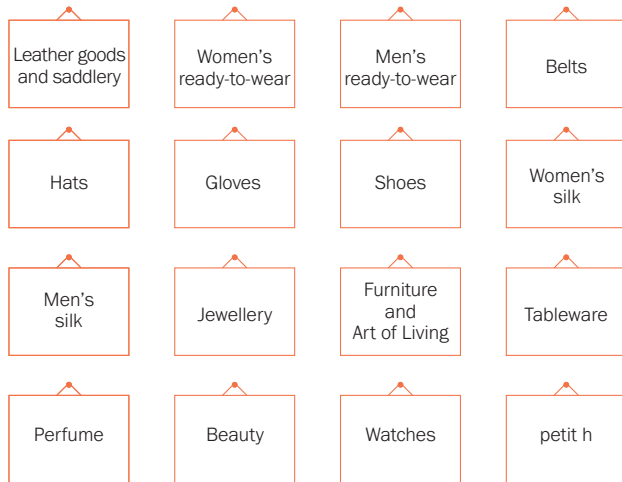 Leather goods
and saddlery
Women’s
ready-to-wear
Men’s
ready-to-wear
Belts
Hats
Gloves
Shoes
Women’s
silk
Men’s
silk
Jewellery
Furniture
and
Art of Living
Tableware
Perfume
Beauty
Watches
petit h